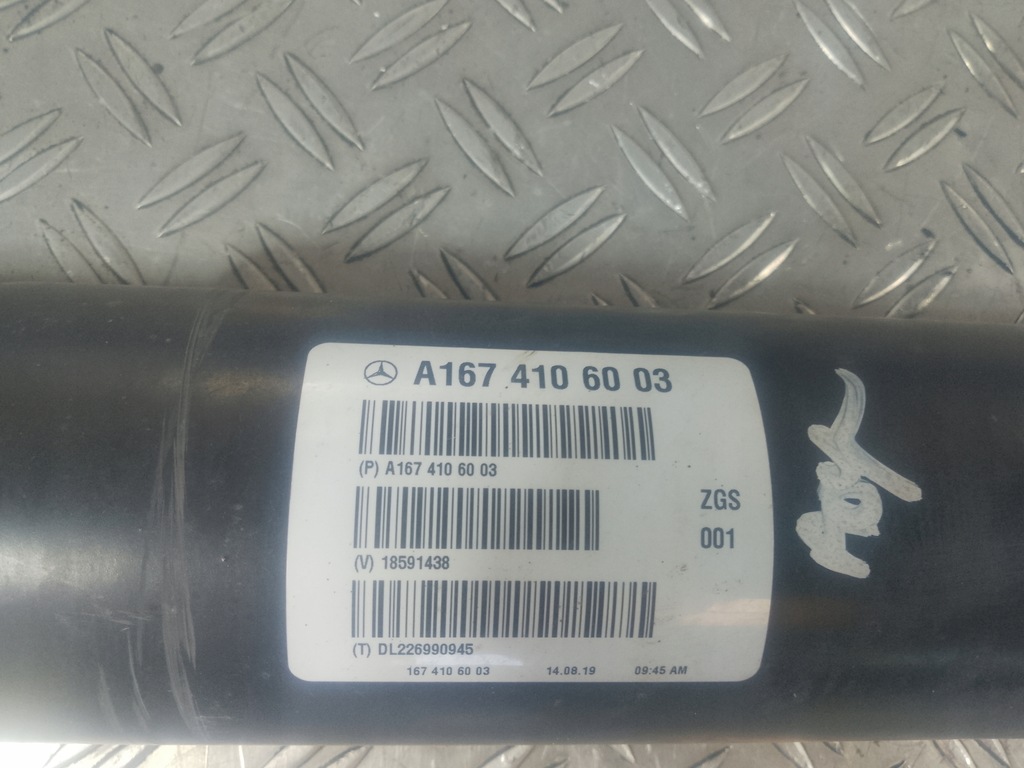 A167 410 60 03
(P) A167 410 60 03
ZGS
001
(V) 18591438
(T) DL226990945
167 410 60 03 14.08.19 09:45 AM